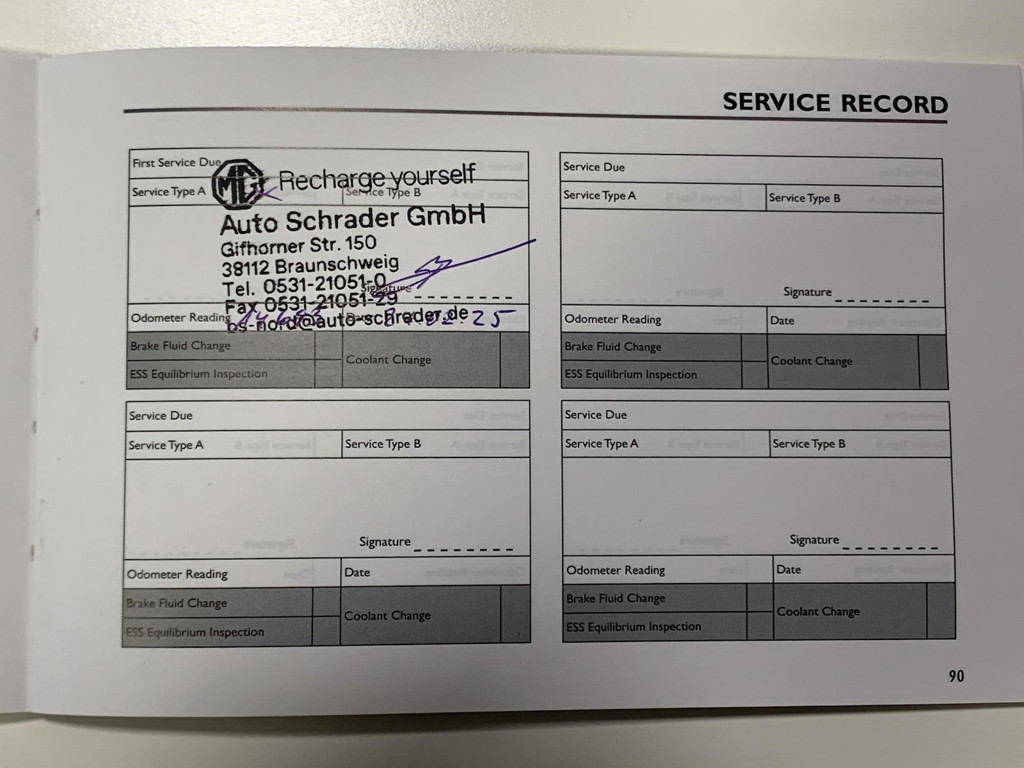 SERVICE RECORD
First Service Due
MG Recharge yourself
Service Type A Service Type B
Auto Schrader GmbH
Gifhorner Str. 150
38112 Braunschweig
Tel. 0531-21051-0
Signature
Fax 0531-21051-29
bs-nord@auto-schrader.de
Odometer Reading 02.25
Brake Fluid Change
Coolant Change
ESS Equilibrium Inspection
Service Due
Service Type A Service Type B
Signature
Odometer Reading Date
Brake Fluid Change
Coolant Change
ESS Equilibrium Inspection
Service Due
Service Type A Service Type B
Signature
Odometer Reading Date
Brake Fluid Change
Coolant Change
ESS Equilibrium Inspection
Service Due
Service Type A Service Type B
Signature
Odometer Reading Date
Brake Fluid Change
Coolant Change
ESS Equilibrium Inspection
90